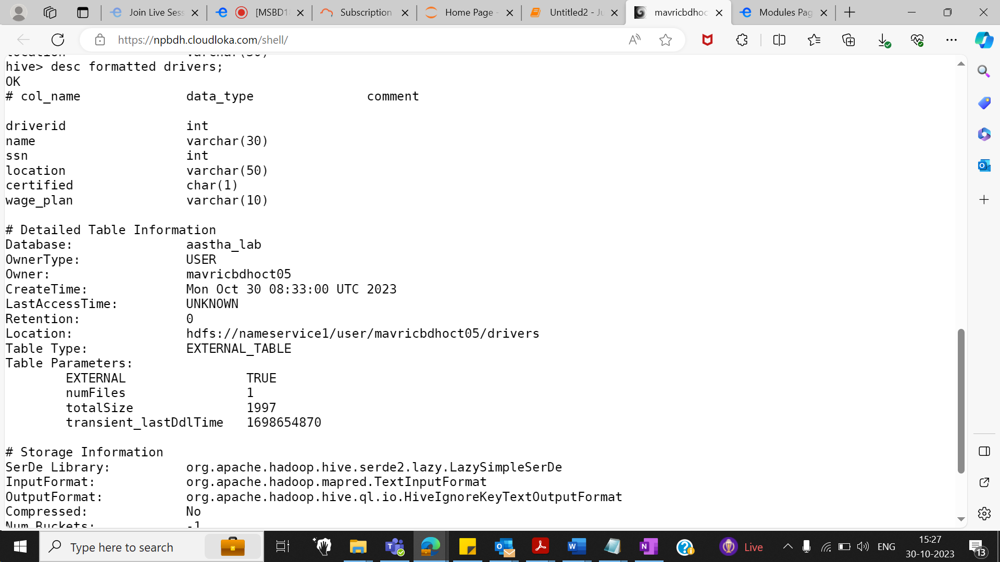 Join Live Sess
[MSBD1
Subscription
Home Page -
Untitled2 - Ju
mavricbdhoc
Modules Pag
https://npbdh.cloudloka.com/shell/
location varchar(50)
hive> desc formatted drivers;
OK
# col_name data_type comment
driverid int
name varchar(30)
ssn int
location varchar(50)
certified char(1)
wage_plan varchar(10)
# Detailed Table Information
Database: aastha_lab
OwnerType: USER
Owner: mavricbdhoct05
CreateTime: Mon Oct 30 08:33:00 UTC 2023
LastAccessTime: UNKNOWN
Retention: 0
Location: hdfs://nameservice1/user/mavricbdhoct05/drivers
Table Type: EXTERNAL_TABLE
Table Parameters:
EXTERNAL TRUE
numFiles 1
totalSize 1997
transient_lastDdlTime 1698654870
# Storage Information
SerDe Library: org.apache.hadoop.hive.serde2.lazy.LazySimpleSerDe
InputFormat: org.apache.hadoop.mapred.TextInputFormat
OutputFormat: org.apache.hadoop.hive.ql.io.HiveIgnoreKeyTextOutputFormat
Compressed: No
Num Buckets: -1
Type here to search
Live
ENG
15:27
30-10-2023
13